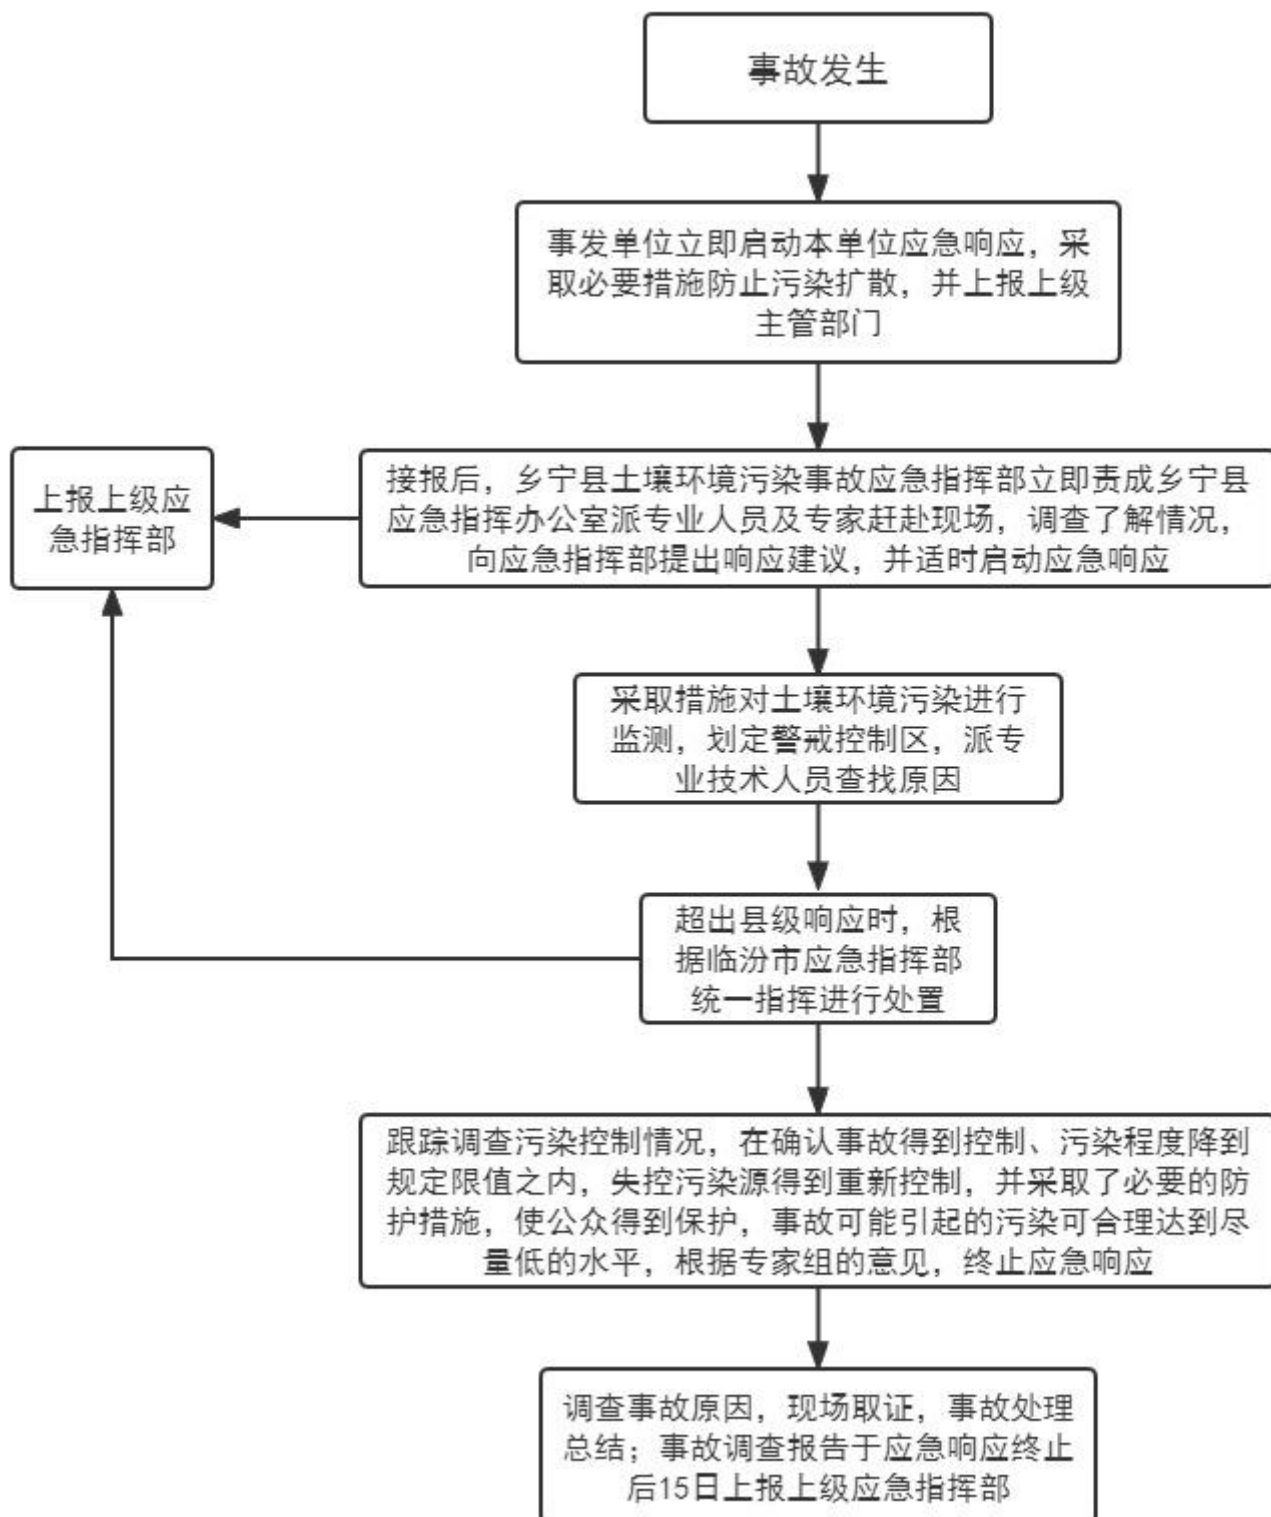 事故发生
事发单位立即启动本单位应急响应，采
取必要措施防止污染扩散，并上报上级
主管部门
上报上级应
急指挥部
接报后，乡宁县土壤环境污染事故应急指挥部立即责成乡宁县
应急指挥办公室派专业人员及专家赶赴现场，调查了解情况，
向应急指挥部提出响应建议，并适时启动应急响应
采取措施对土壤环境污染进行
监测，划定警戒控制区，派专
业技术人员查找原因
超出县级响应时，根
据临汾市应急指挥部
统一指挥进行处置
跟踪调查污染控制情况，在确认事故得到控制、污染程度降到
规定限值之内，失控污染源得到重新控制，并采取了必要的防
护措施，使公众得到保护，事故可能引起的污染可合理达到尽
量低的水平，根据专家组的意见，终止应急响应
调查事故原因，现场取证，事故处理
总结；事故调查报告于应急响应终止
后15日上报上级应急指挥部